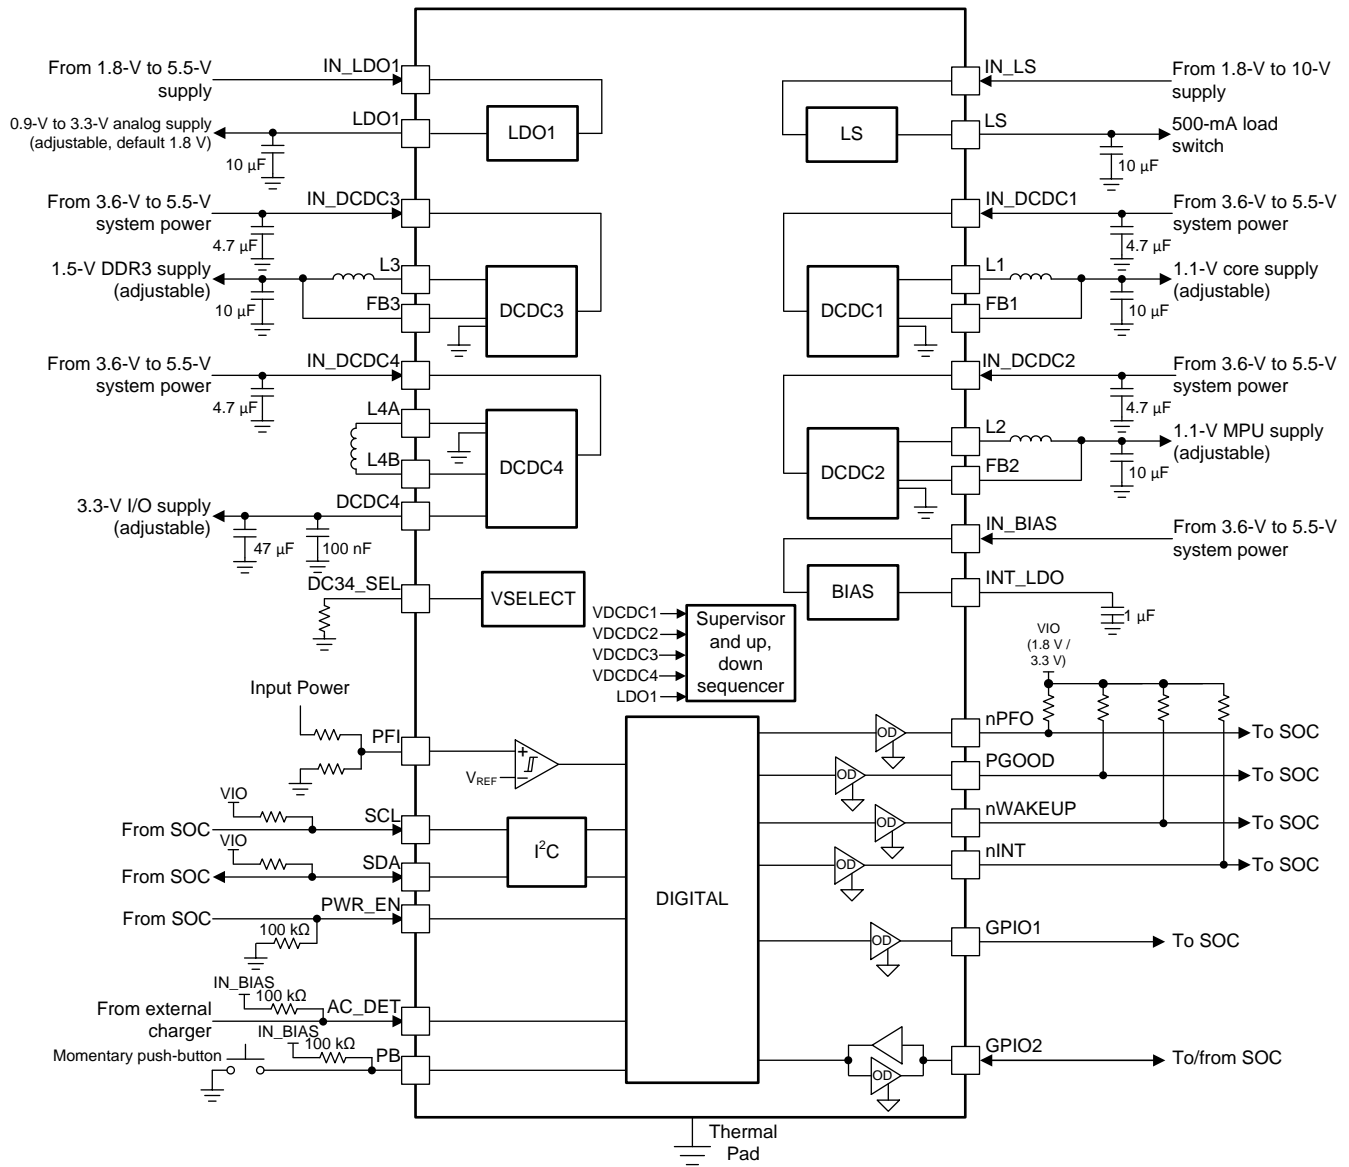 From 1.8-V to 5.5-V
supply
IN_LDO1
0.9-V to 3.3-V analog supply
(adjustable, default 1.8 V)
LDO1
10 µF
LDO1
From 3.6-V to 5.5-V
system power
IN_DCDC3
4.7 µF
1.5-V DDR3 supply
(adjustable)
L3
10 µF
FB3
DCDC3
From 3.6-V to 5.5-V
system power
IN_DCDC4
4.7 µF
L4A
L4B
DCDC4
3.3-V I/O supply
(adjustable)
DCDC4
47 µF
100 nF
DC34_SEL
VSELECT
IN_LS
From 1.8-V to 10-V
supply
LS
LS
500-mA load
switch
10 µF
IN_DCDC1
From 3.6-V to 5.5-V
system power
4.7 µF
L1
1.1-V core supply
(adjustable)
DCDC1
FB1
10 µF
IN_DCDC2
From 3.6-V to 5.5-V
system power
4.7 µF
L2
1.1-V MPU supply
(adjustable)
DCDC2
FB2
10 µF
IN_BIAS
From 3.6-V to 5.5-V
system power
BIAS
INT_LDO
1 µF
VDCDC1
VDCDC2
VDCDC3
VDCDC4
LDO1
Supervisor
and up,
down
sequencer
VIO
(1.8 V /
3.3 V)
Input Power
PFI
+
VREF
−
VIO
From SOC
SCL
VIO
From SOC
SDA
I2C
From SOC
PWR_EN
100 kΩ
IN_BIAS
100 kΩ
From external
charger
AC_DET
IN_BIAS
100 kΩ
Momentary push-button
PB
DIGITAL
OD
nPFO
To SOC
OD
PGOOD
To SOC
OD
nWAKEUP
To SOC
OD
nINT
To SOC
OD
GPIO1
To SOC
OD
GPIO2
To/from SOC
Thermal
Pad